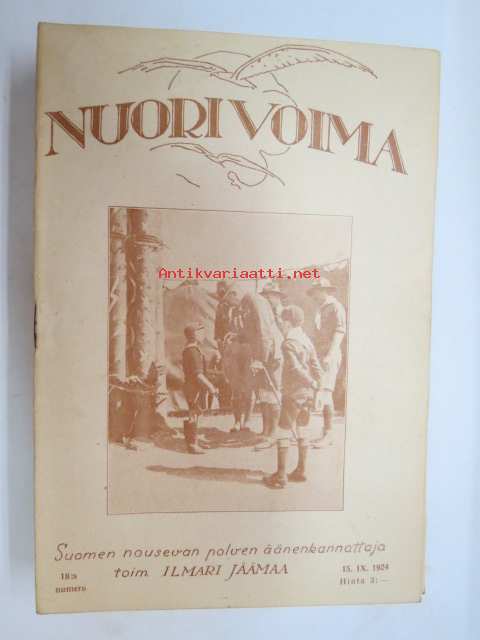 NUORI VOIMA
Antikvariaatti.net
Suomen nousevan polven äänenkannattaja
toim. ILMARI JÄÄMAA
18:s
numero
15. IX. 1924
Hinta 3:—